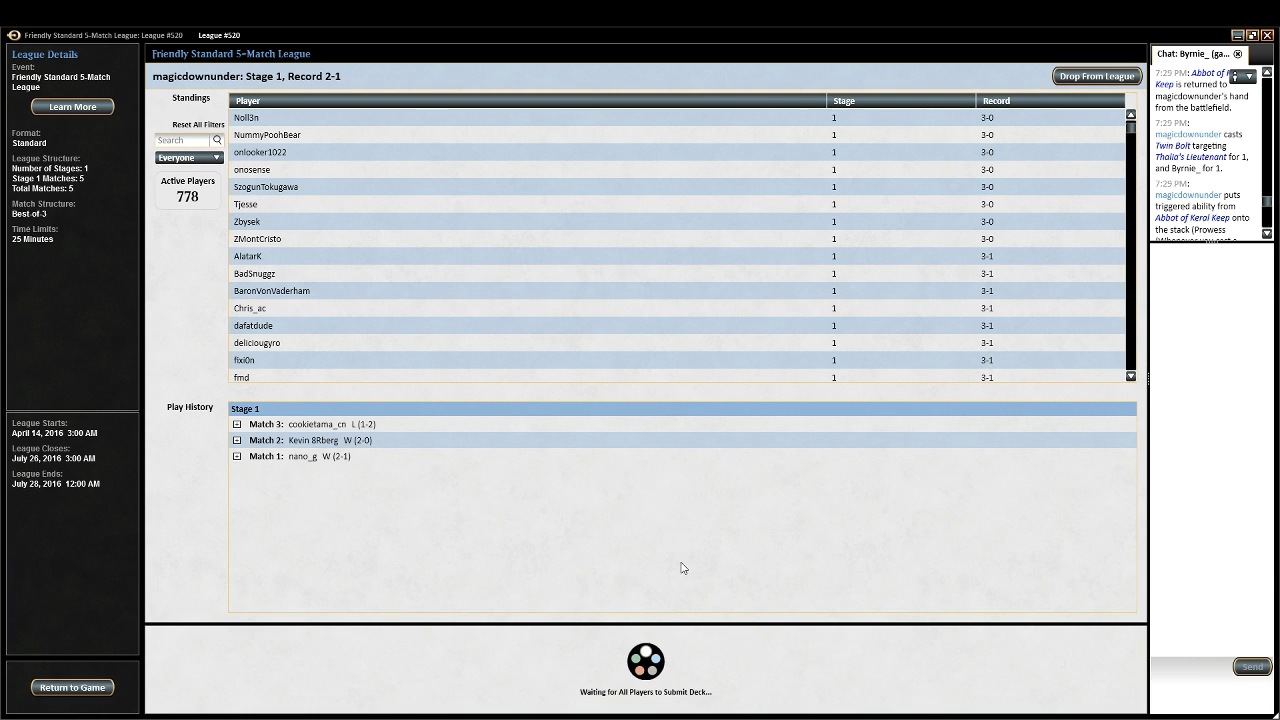 Friendly Standard 5-Match League: League #520
League #520
League Details
Event:
Friendly Standard 5-Match
League
Learn More
Format:
Standard
League Structure:
Number of Stages: 1
Stage 1 Matches: 5
Total Matches: 5
Match Structure:
Best-of-3
Time Limits:
25 Minutes
League Starts:
April 14, 2016 3:00 AM
League Closes:
July 26, 2016 3:00 AM
League Ends:
July 28, 2016 12:00 AM
Return to Game
Friendly Standard 5-Match League
magicdownunder: Stage 1, Record 2-1
Drop From League
Standings
Reset All Filters
Search
Everyone
Active Players
778
Player Stage Record
Noll3n 1 3-0
NummyPoohBear 1 3-0
onlooker1022 1 3-0
onosense 1 3-0
SzogunTokugawa 1 3-0
Tjesse 1 3-0
Zbysek 1 3-0
ZMontCristo 1 3-0
AlatarK 1 3-1
BadSnuggz 1 3-1
BaronVonVaderham 1 3-1
Chris_ac 1 3-1
dafatdude 1 3-1
deliciougyro 1 3-1
fixi0n 1 3-1
fmd 1 3-1
Play History
Stage 1
Match 3: cookietama_cn L (1-2)
Match 2: Kevin 8Rberg W (2-0)
Match 1: nano_g W (2-1)
Waiting for All Players to Submit Deck...
Chat: Byrnie_ (ga...
7:29 PM: Abbot of
Keep is returned to
magicdownunder's hand
from the battlefield.
7:29 PM:
magicdownunder casts
Twin Bolt targeting
Thalia's Lieutenant for 1,
and Byrnie_ for 1.
7:29 PM:
magicdownunder puts
triggered ability from
Abbot of Keral Keep onto
the stack (Prowess
Send